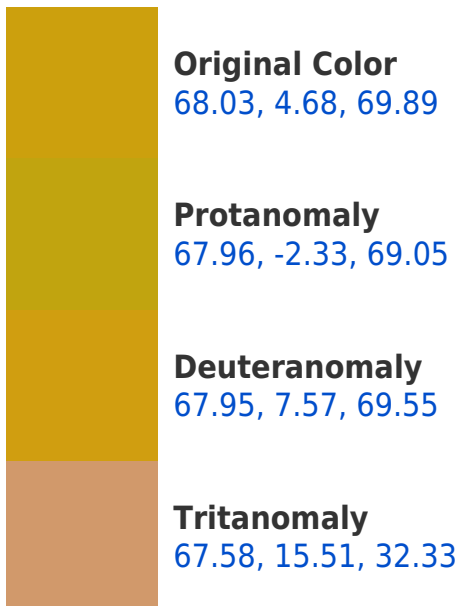 Original Color
68.03, 4.68, 69.89
Protanomaly
67.96, -2.33, 69.05
Deuteranomaly
67.95, 7.57, 69.55
Tritanomaly
67.58, 15.51, 32.33